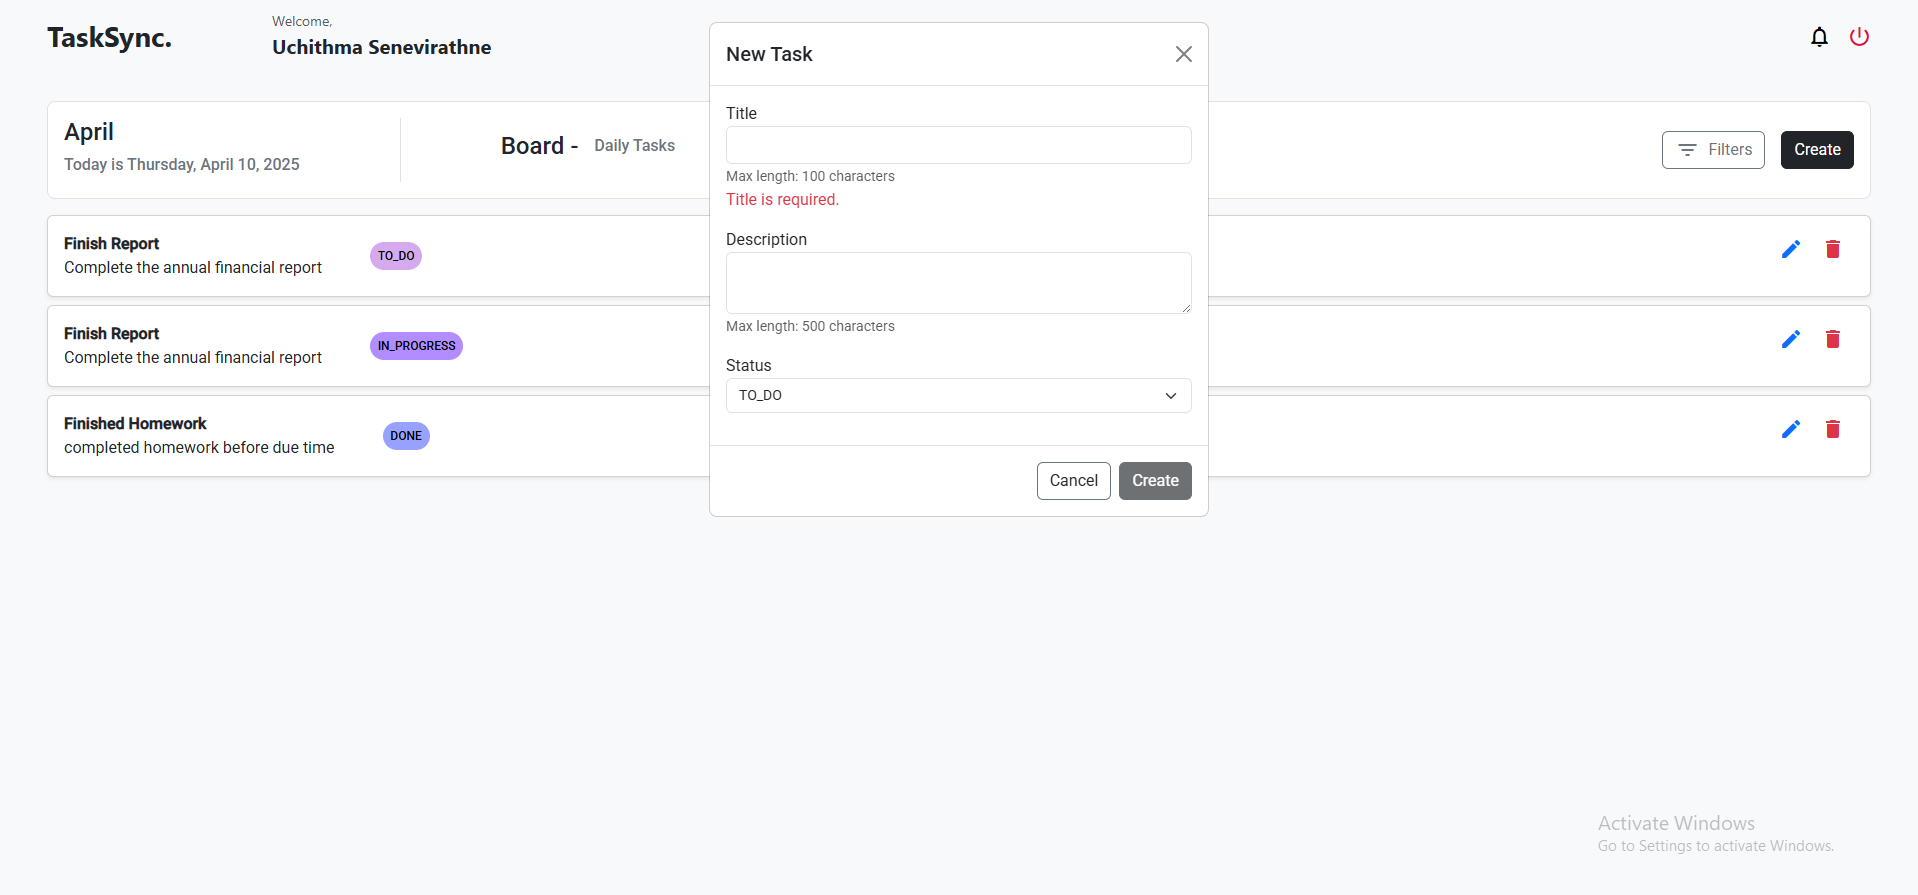 TaskSync.
Welcome,
Uchithma Senevirathne
April
Today is Thursday, April 10, 2025
Board - Daily Tasks
Filters
Create
Finish Report
Complete the annual financial report
TO_DO
Finish Report
Complete the annual financial report
IN_PROGRESS
Finished Homework
completed homework before due time
DONE
New Task
Title
Max length: 100 characters
Title is required.
Description
Max length: 500 characters
Status
TO_DO
Cancel
Create
Activate Windows
Go to Settings to activate Windows.